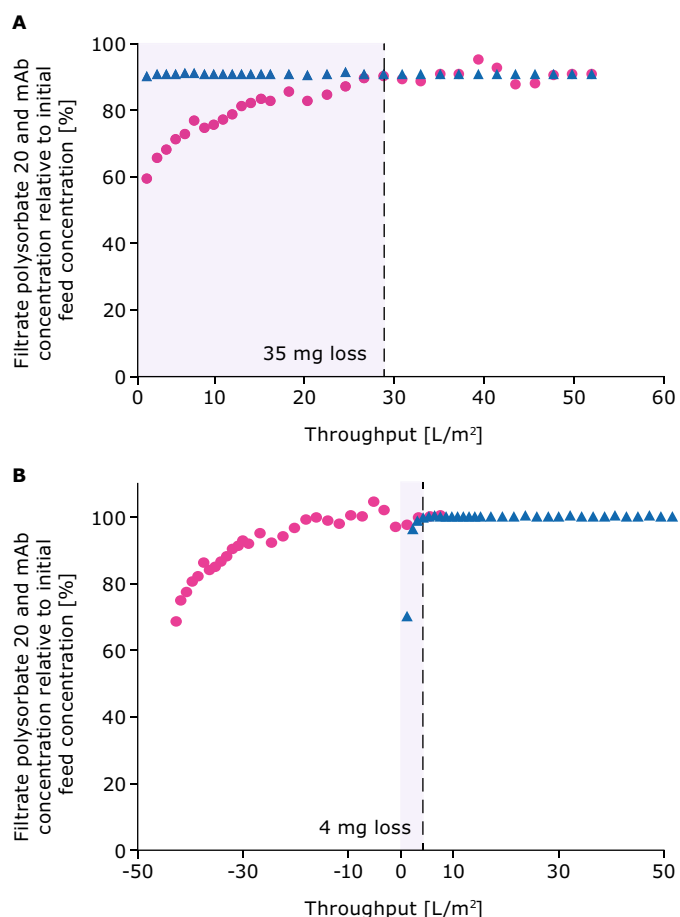 A
Filtrate polysorbate 20 and mAb
concentration relative to initial
feed concentration [%]
100
80
60
40
20
0
35 mg loss
0
10
20
30
40
50
60
Throughput [L/m²]
B
Filtrate polysorbate 20 and mAb
concentration relative to initial
feed concentration [%]
100
80
60
40
20
0
4 mg loss
-50
-30
-10
0
10
30
50
Throughput [L/m²]